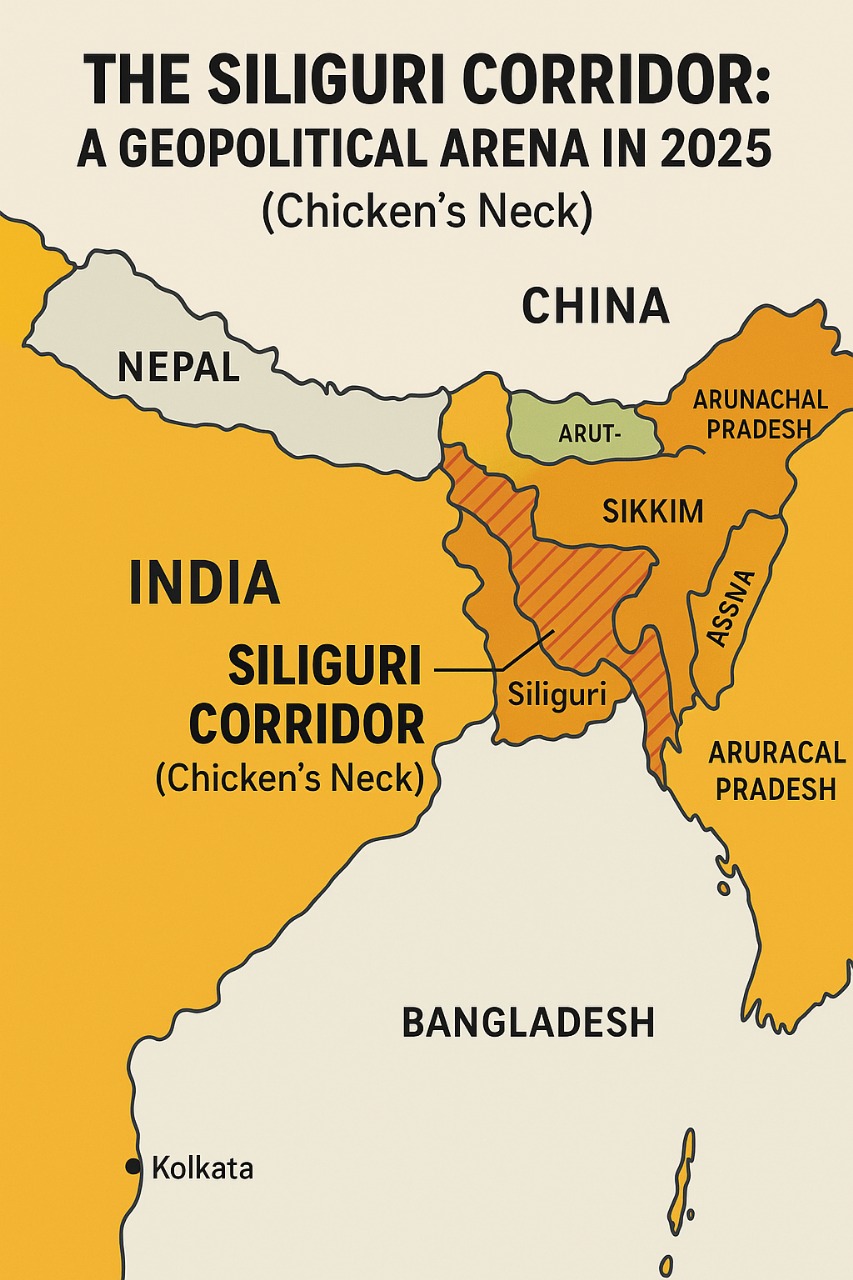 THE SILIGURI CORRIDOR:
A GEOPOLITICAL ARENA IN 2025
(Chicken's Neck)
CHINA
NEPAL
ARUNACHAL
PRADESH
ARUT-
SIKKIM
INDIA
ASSNA
SILIGURI
CORRIDOR
(Chicken's Neck)
Siliguri
ARURACAL
PRADESH
BANGLADESH
Kolkata